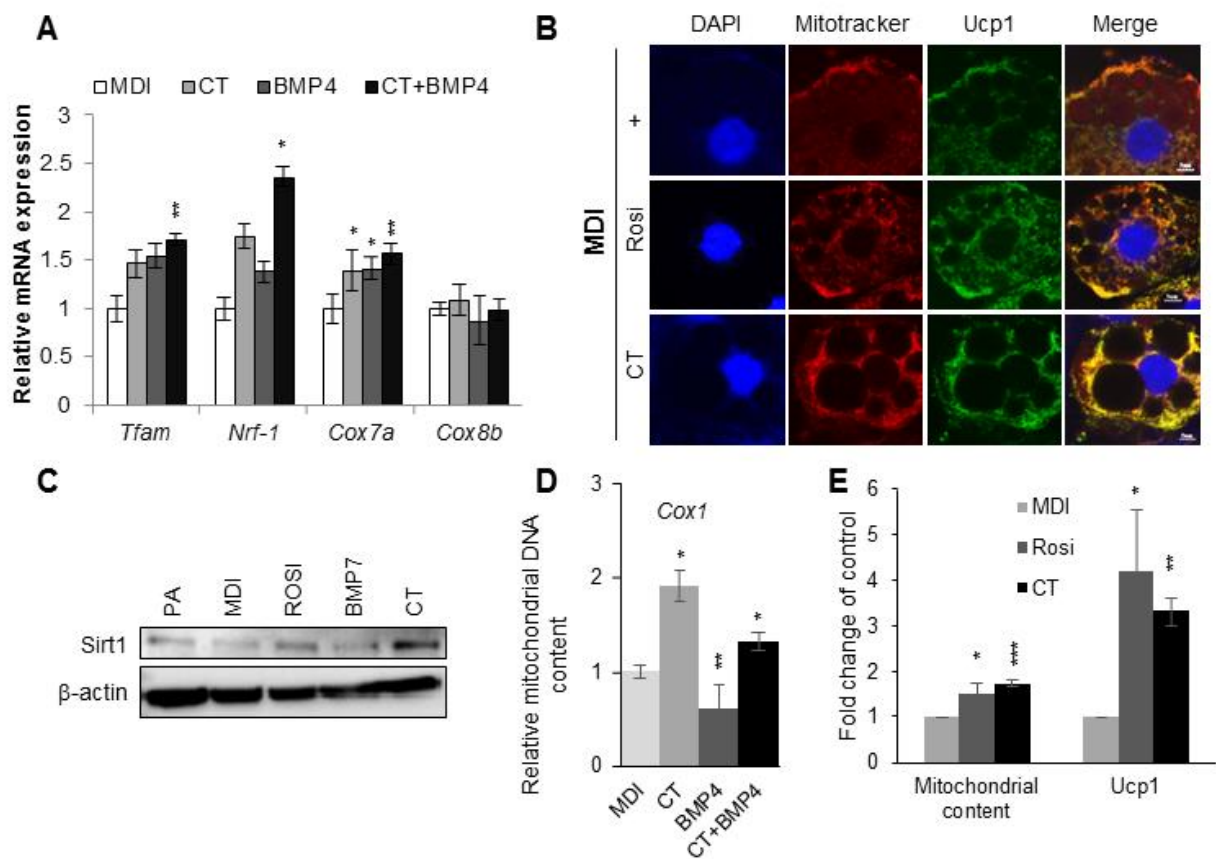 A
MDI CT BMP4 CT+BMP4
Relative mRNA expression
3
2.5
2
1.5
1
0.5
0
**
*
*
*
**
Tfam Nrf-1 Cox7a Cox8b
B
DAPI Mitotracker Ucp1 Merge
MDI
+
Rosi
CT
C
PA MDI ROSI BMP7 CT
Sirt1
β-actin
D
Relative mitochondrial DNA
content
3
2
1
0
Cox1
*
**
*
MDI CT BMP4 CT+BMP4
E
Fold change of control
6
5
4
3
2
1
0
MDI
Rosi
CT
*
***
*
**
Mitochondrial
content
Ucp1